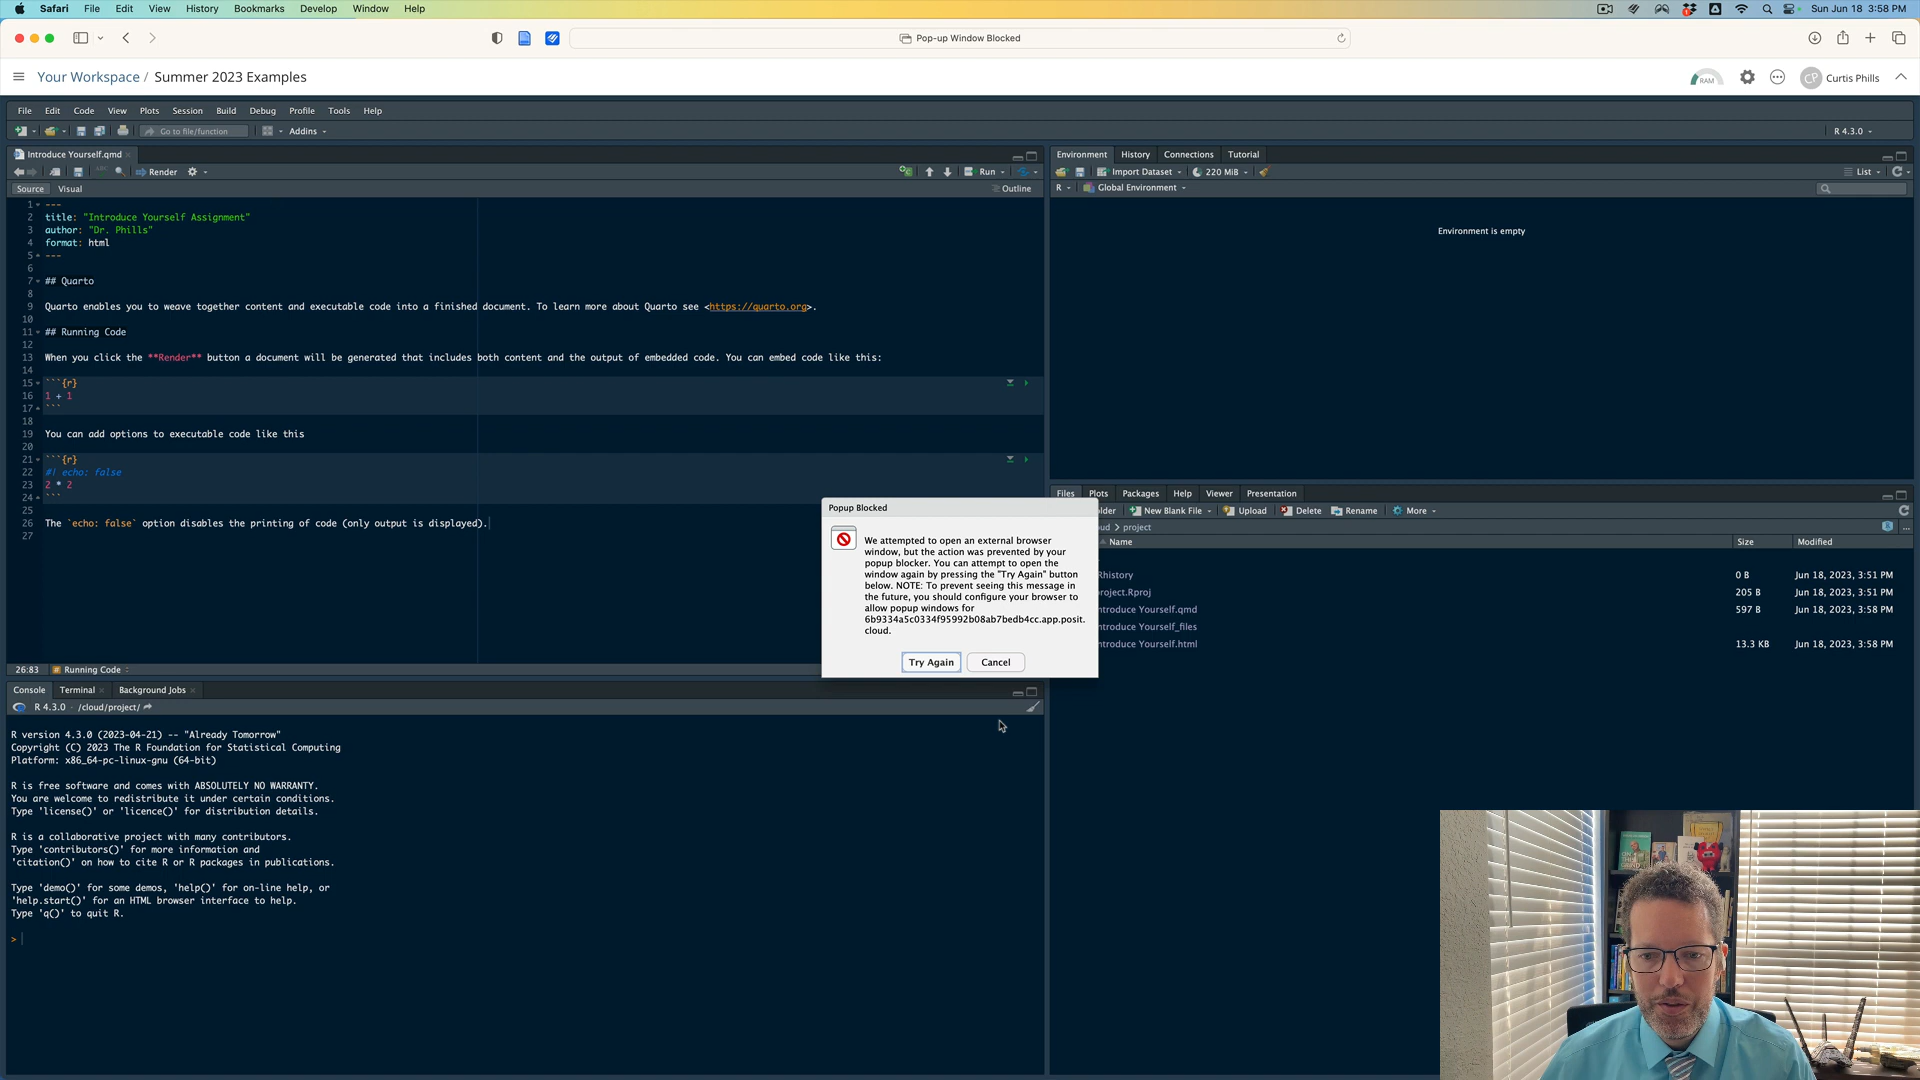 Safari File Edit View History Bookmarks Develop Window Help
Sun Jun 18 3:58 PM
Pop-up Window Blocked
Your Workspace / Summer 2023 Examples
RAM
CP Curtis Phills
File Edit Code View Plots Session Build Debug Profile Tools Help
Go to file/function
Addins
R 4.3.0
Introduce Yourself.qmd
Render
Run
Source Visual
Outline
1 ---
2 title: "Introduce Yourself Assignment"
3 author: "Dr. Phills"
4 format: html
5 ---
6
7 ## Quarto
8
9 Quarto enables you to weave together content and executable code into a finished document. To learn more about Quarto see <https://quarto.org>.
10
11 ## Running Code
12
13 When you click the **Render** button a document will be generated that includes both content and the output of embedded code. You can embed code like this:
14
15 ```{r}
16 1 + 1
17 ```
18
19 You can add options to executable code like this
20
21 ```{r}
22 #| echo: false
23 2 * 2
24 ```
25
26 The `echo: false` option disables the printing of code (only output is displayed).
27
26:83 # Running Code
Console Terminal Background Jobs
R 4.3.0 · /cloud/project/
R version 4.3.0 (2023-04-21) -- "Already Tomorrow"
Copyright (C) 2023 The R Foundation for Statistical Computing
Platform: x86_64-pc-linux-gnu (64-bit)
R is free software and comes with ABSOLUTELY NO WARRANTY.
You are welcome to redistribute it under certain conditions.
Type 'license()' or 'licence()' for distribution details.
R is a collaborative project with many contributors.
Type 'contributors()' for more information and
'citation()' on how to cite R or R packages in publications.
Type 'demo()' for some demos, 'help()' for on-line help, or
'help.start()' for an HTML browser interface to help.
Type 'q()' to quit R.
>
Environment History Connections Tutorial
Import Dataset
220 MiB
List
R Global Environment
Environment is empty
Files Plots Packages Help Viewer Presentation
older New Blank File Upload Delete Rename More
oud > project
Name Size Modified
Rhistory 0 B Jun 18, 2023, 3:51 PM
project.Rproj 205 B Jun 18, 2023, 3:51 PM
ntroduce Yourself.qmd 597 B Jun 18, 2023, 3:58 PM
ntroduce Yourself_files
ntroduce Yourself.html 13.3 KB Jun 18, 2023, 3:58 PM
Popup Blocked
We attempted to open an external browser
window, but the action was prevented by your
popup blocker. You can attempt to open the
window again by pressing the "Try Again" button
below. NOTE: To prevent seeing this message in
the future, you should configure your browser to
allow popup windows for
6b9334a5c0334f95992b08ab7bedb4cc.app.posit.
cloud.
Try Again Cancel